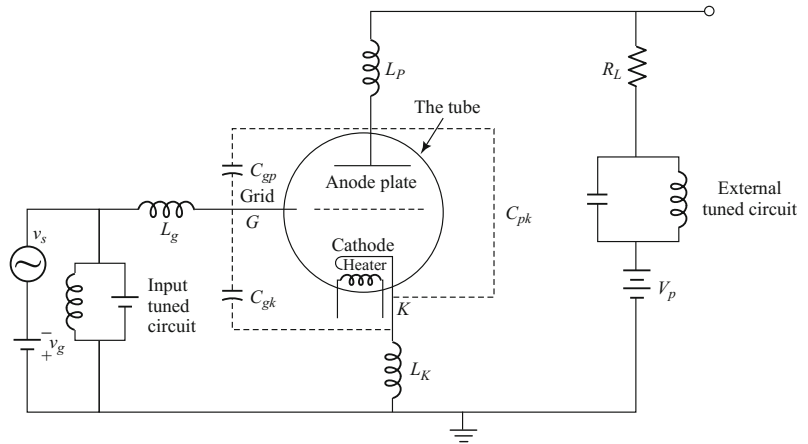 L_P
R_L
The tube
C_gp
Anode plate
Grid
G
L_g
C_pk
External
tuned circuit
v_s
Cathode
Heater
Input
tuned
circuit
C_gk
K
V_p
−
+
v_g
L_K